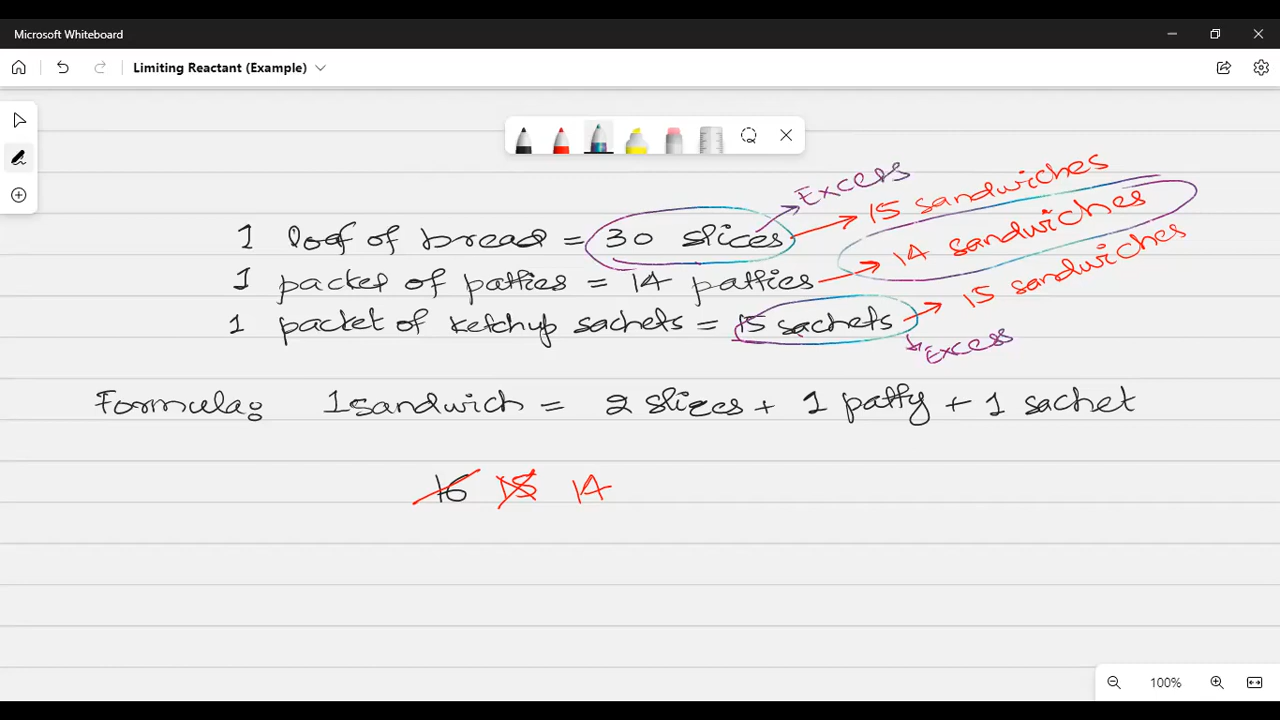 Microsoft Whiteboard
Limiting Reactant (Example)
Excess
1 loaf of bread = 30 slices → 15 sandwiches
1 packet of patties = 14 patties → 14 sandwiches
1 packet of ketchup sachets = 15 sachets → 15 sandwiches
Excess
Formula: 1 sandwich = 2 slizes + 1 patty + 1 sachet
16 15 14
100%